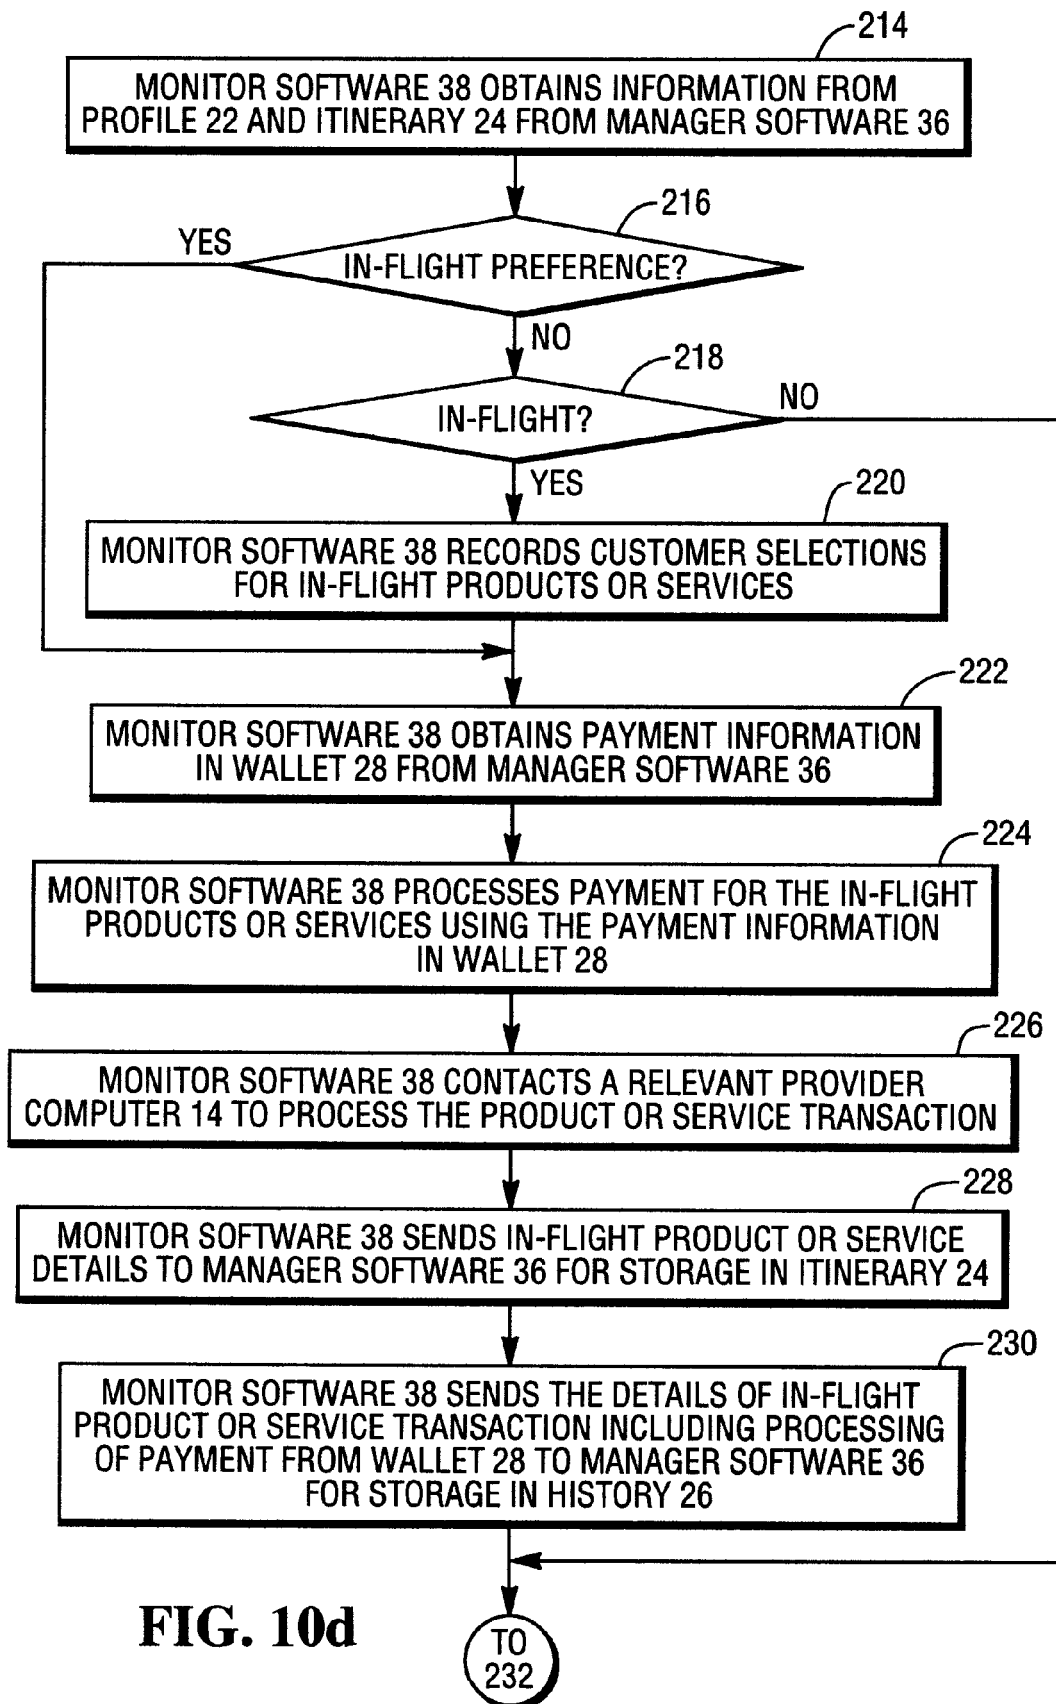 214
MONITOR SOFTWARE 38 OBTAINS INFORMATION FROM
PROFILE 22 AND ITINERARY 24 FROM MANAGER SOFTWARE 36
216
YES
IN-FLIGHT PREFERENCE?
NO
218
NO
IN-FLIGHT?
YES
220
MONITOR SOFTWARE 38 RECORDS CUSTOMER SELECTIONS
FOR IN-FLIGHT PRODUCTS OR SERVICES
222
MONITOR SOFTWARE 38 OBTAINS PAYMENT INFORMATION
IN WALLET 28 FROM MANAGER SOFTWARE 36
224
MONITOR SOFTWARE 38 PROCESSES PAYMENT FOR THE IN-FLIGHT
PRODUCTS OR SERVICES USING THE PAYMENT INFORMATION
IN WALLET 28
226
MONITOR SOFTWARE 38 CONTACTS A RELEVANT PROVIDER
COMPUTER 14 TO PROCESS THE PRODUCT OR SERVICE TRANSACTION
228
MONITOR SOFTWARE 38 SENDS IN-FLIGHT PRODUCT OR SERVICE
DETAILS TO MANAGER SOFTWARE 36 FOR STORAGE IN ITINERARY 24
230
MONITOR SOFTWARE 38 SENDS THE DETAILS OF IN-FLIGHT
PRODUCT OR SERVICE TRANSACTION INCLUDING PROCESSING
OF PAYMENT FROM WALLET 28 TO MANAGER SOFTWARE 36
FOR STORAGE IN HISTORY 26
FIG. 10d
TO
232